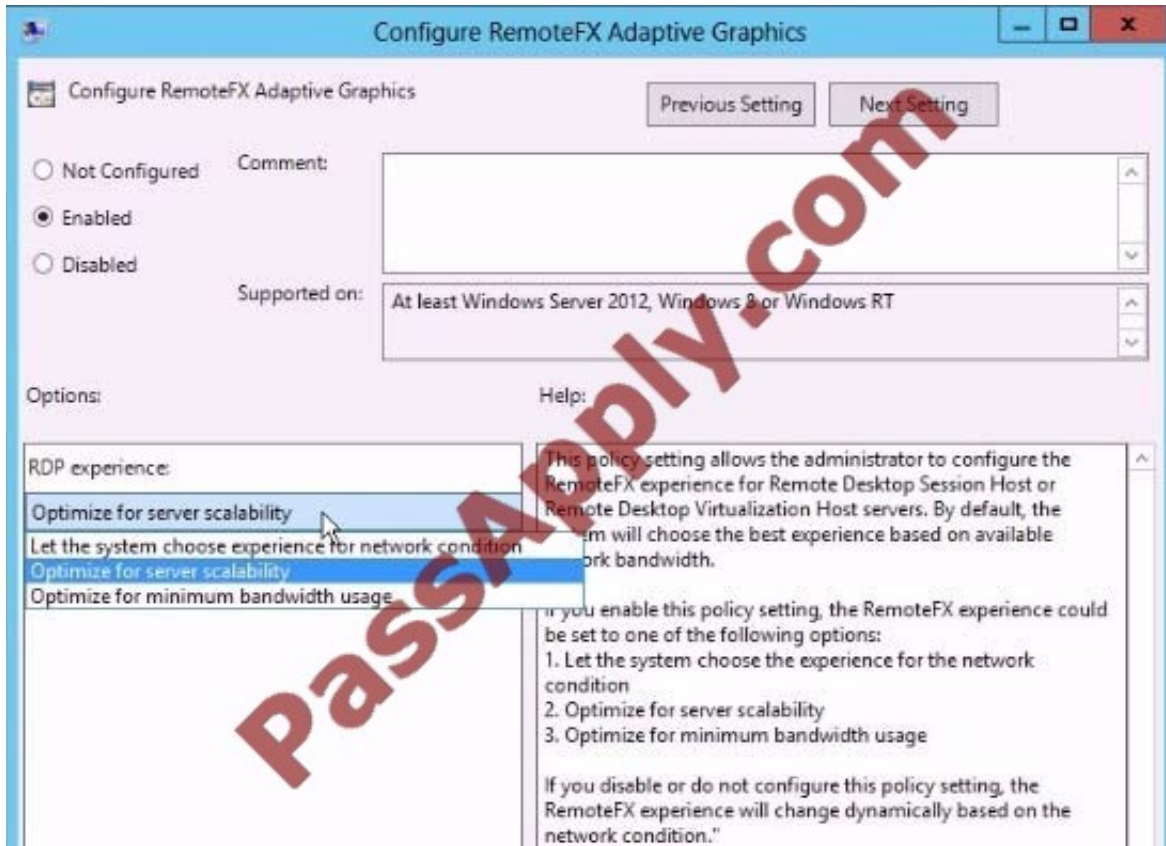 Configure RemoteFX Adaptive Graphics
Configure RemoteFX Adaptive Graphics
Previous Setting
Next Setting
Not Configured
Comment:
Enabled
Disabled
Supported on:
At least Windows Server 2012, Windows 8 or Windows RT
Options:
Help:
RDP experience:
Optimize for server scalability
Let the system choose experience for network condition
Optimize for server scalability
Optimize for minimum bandwidth usage
This policy setting allows the administrator to configure the
RemoteFX experience for Remote Desktop Session Host or
Remote Desktop Virtualization Host servers. By default, the
em will choose the best experience based on available
ork bandwidth.
If you enable this policy setting, the RemoteFX experience could
be set to one of the following options:
1. Let the system choose the experience for the network
condition
2. Optimize for server scalability
3. Optimize for minimum bandwidth usage
If you disable or do not configure this policy setting, the
RemoteFX experience will change dynamically based on the
network condition."
PassApply.com